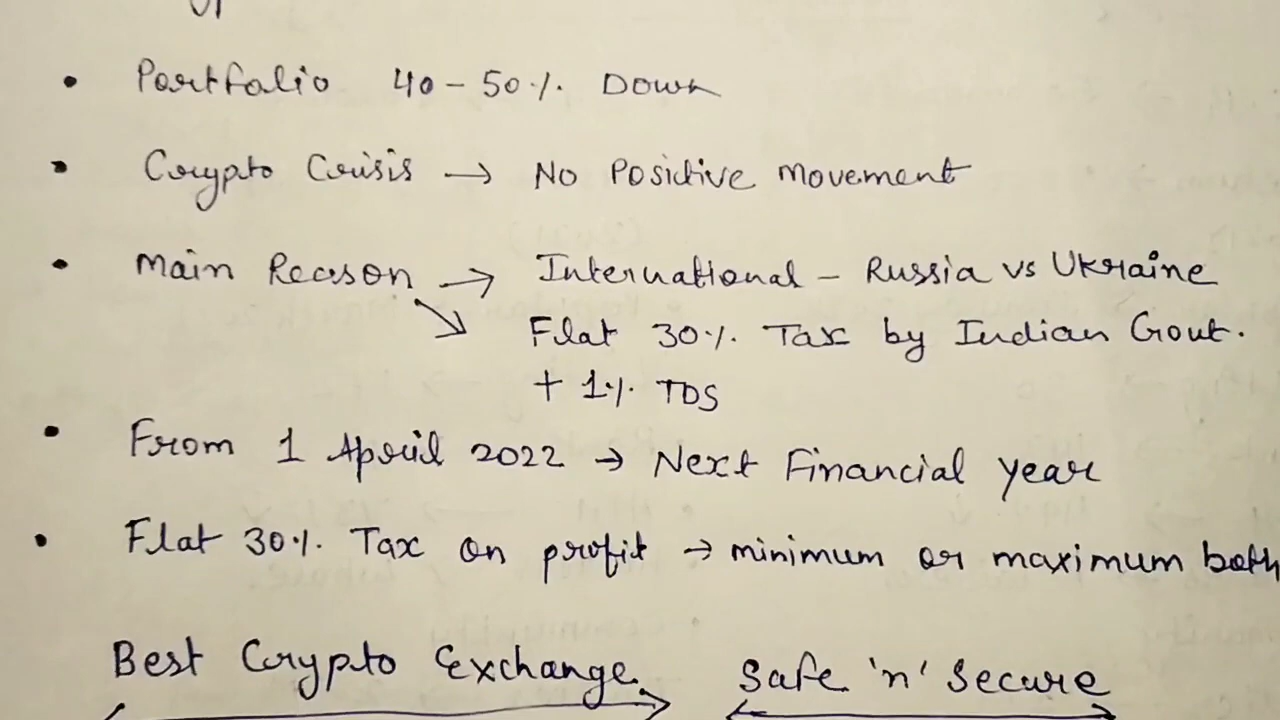 • Portfolio 40-50% Down
• Crypto Crisis → No Positive Movement
• Main Reason → International - Russia vs Ukraine
Flat 30% Tax by Indian Govt.
+ 1% TDS
• From 1 April 2022 → Next Financial Year
• Flat 30% Tax on profit → minimum or maximum both
Best Crypto Exchange Safe 'n' Secure